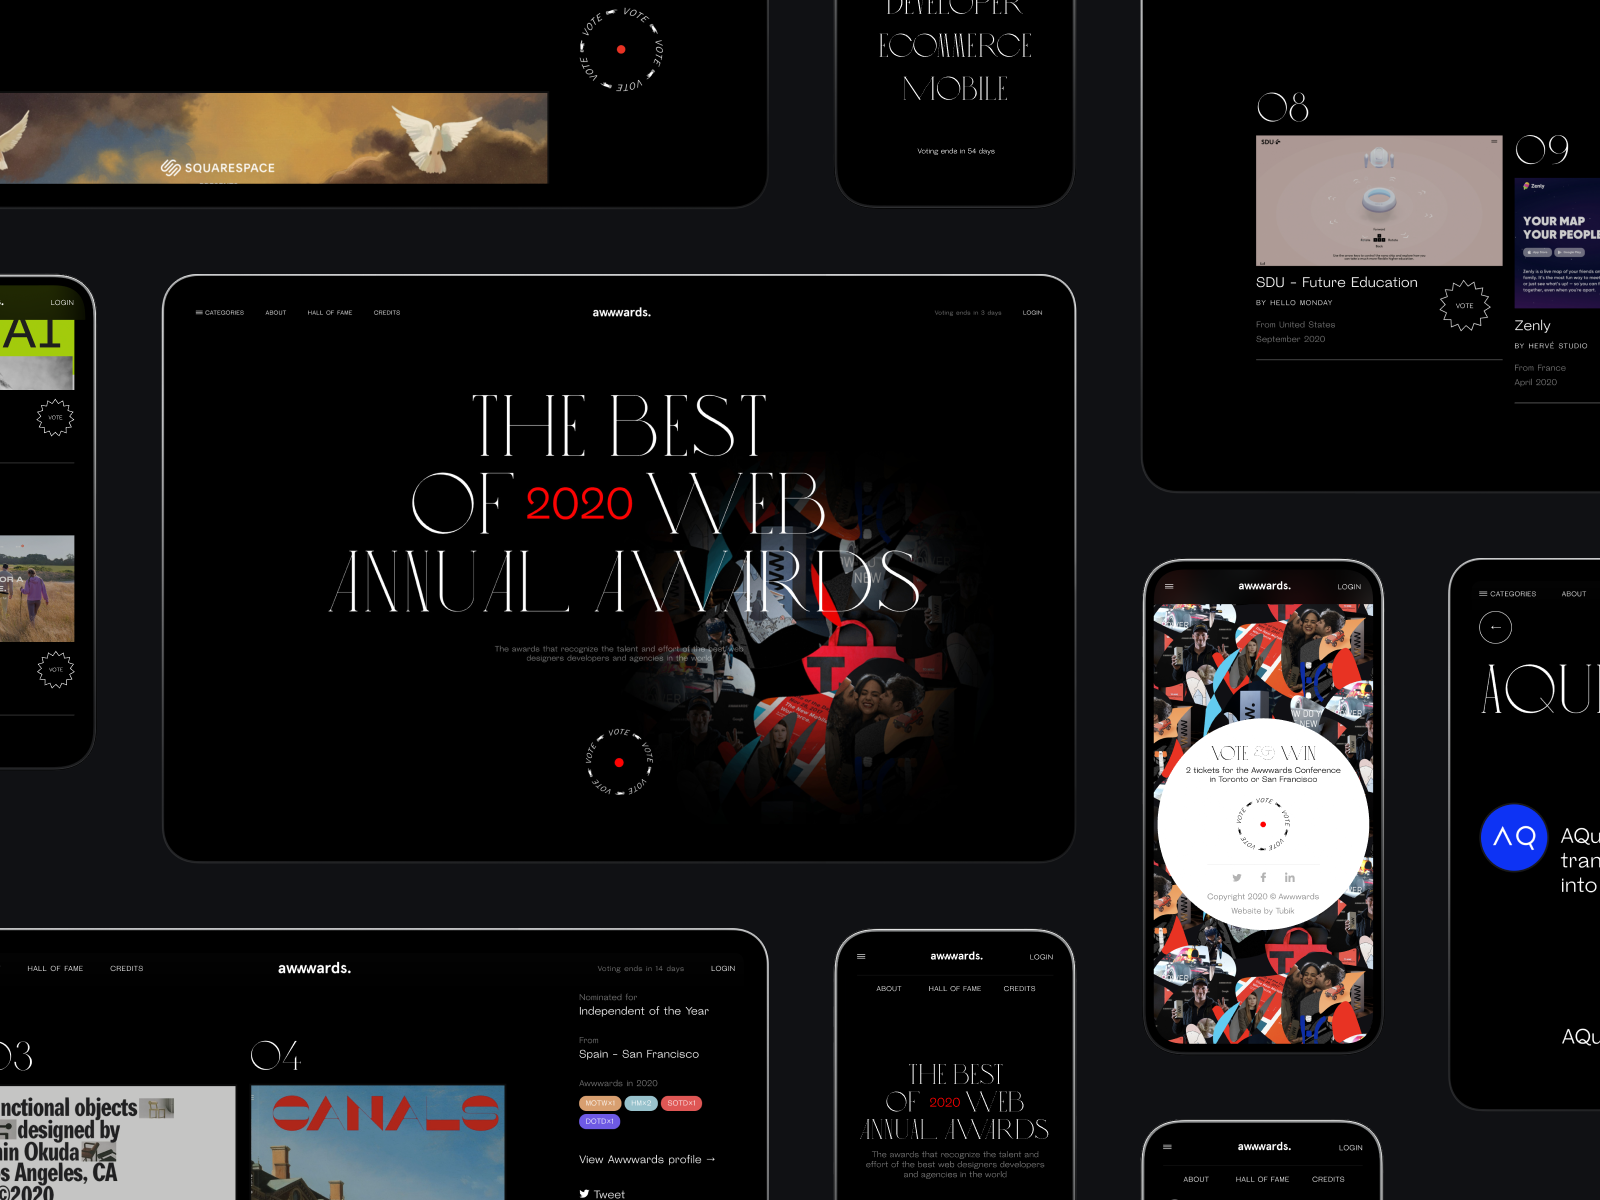 VOTE VOTE VOTE VOTE
SQUARESPACE
ECOMMERCE
MOBILE
Voting ends in 54 days
08
SDU
SDU - Future Education
BY HELLO MONDAY
From United States
September 2020
VOTE
09
Zenly
YOUR MAP
YOUR PEOPLE
Zenly
BY HERVÉ STUDIO
From France
April 2020
LOGIN
AI
VOTE
OR A
VOTE
CATEGORIES ABOUT HALL OF FAME CREDITS
awwwards.
Voting ends in 3 days LOGIN
THE BEST
OF 2020 WEB
ANNUAL AWARDS
The awards that recognize the talent and effort of the best web
designers developers and agencies in the world
VOTE VOTE VOTE VOTE
awwwards. LOGIN
VOTE & WIN
2 tickets for the Awwwards Conference
in Toronto or San Francisco
VOTE VOTE VOTE VOTE
Copyright 2020 © Awwwards
Website by Tubik
CATEGORIES ABOUT
AQU
AQ
AQu
tran
into
AQu
HALL OF FAME CREDITS
awwwards.
Voting ends in 14 days LOGIN
03
nctional objects
designed by
in Okuda
s Angeles, CA
©2020
04
CANALS
Nominated for
Independent of the Year
From
Spain - San Francisco
Awwwards in 2020
MOTW×1 HM×2 SOTD×1
DOTD×1
View Awwwards profile →
Tweet
awwwards. LOGIN
ABOUT HALL OF FAME CREDITS
THE BEST
OF 2020 WEB
ANNUAL AWARDS
The awards that recognize the talent and
effort of the best web designers developers
and agencies in the world
awwwards. LOGIN
ABOUT HALL OF FAME CREDITS